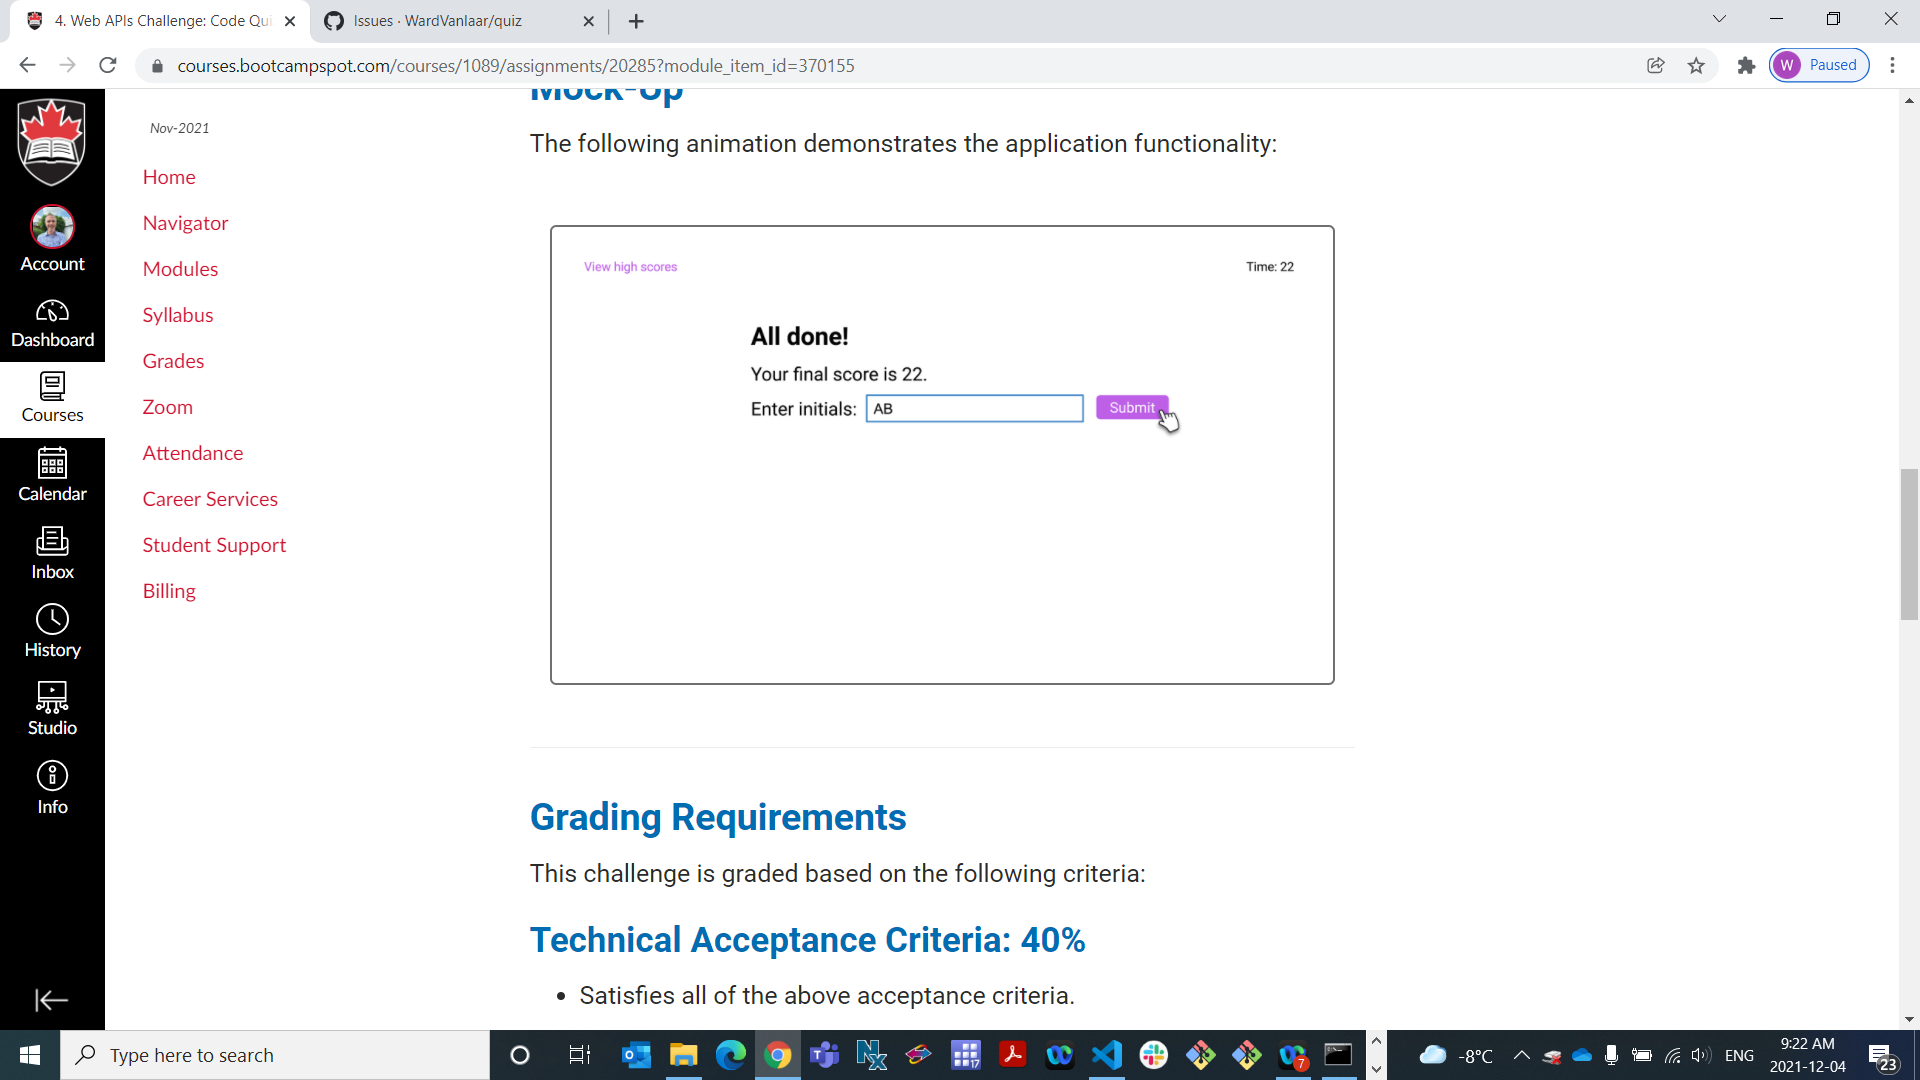 4. Web APIs Challenge: Code Qui
Issues · WardVanlaar/quiz
courses.bootcampspot.com/courses/1089/assignments/20285?module_item_id=370155
W Paused
Account
Dashboard
Courses
Calendar
Inbox
History
Studio
Info
Nov-2021
Home
Navigator
Modules
Syllabus
Grades
Zoom
Attendance
Career Services
Student Support
Billing
Mock-Up
The following animation demonstrates the application functionality:
View high scores
Time: 22
All done!
Your final score is 22.
Enter initials: AB Submit
Grading Requirements
This challenge is graded based on the following criteria:
Technical Acceptance Criteria: 40%
• Satisfies all of the above acceptance criteria.
Type here to search
17
7
-8°C
ENG
9:22 AM
2021-12-04
23